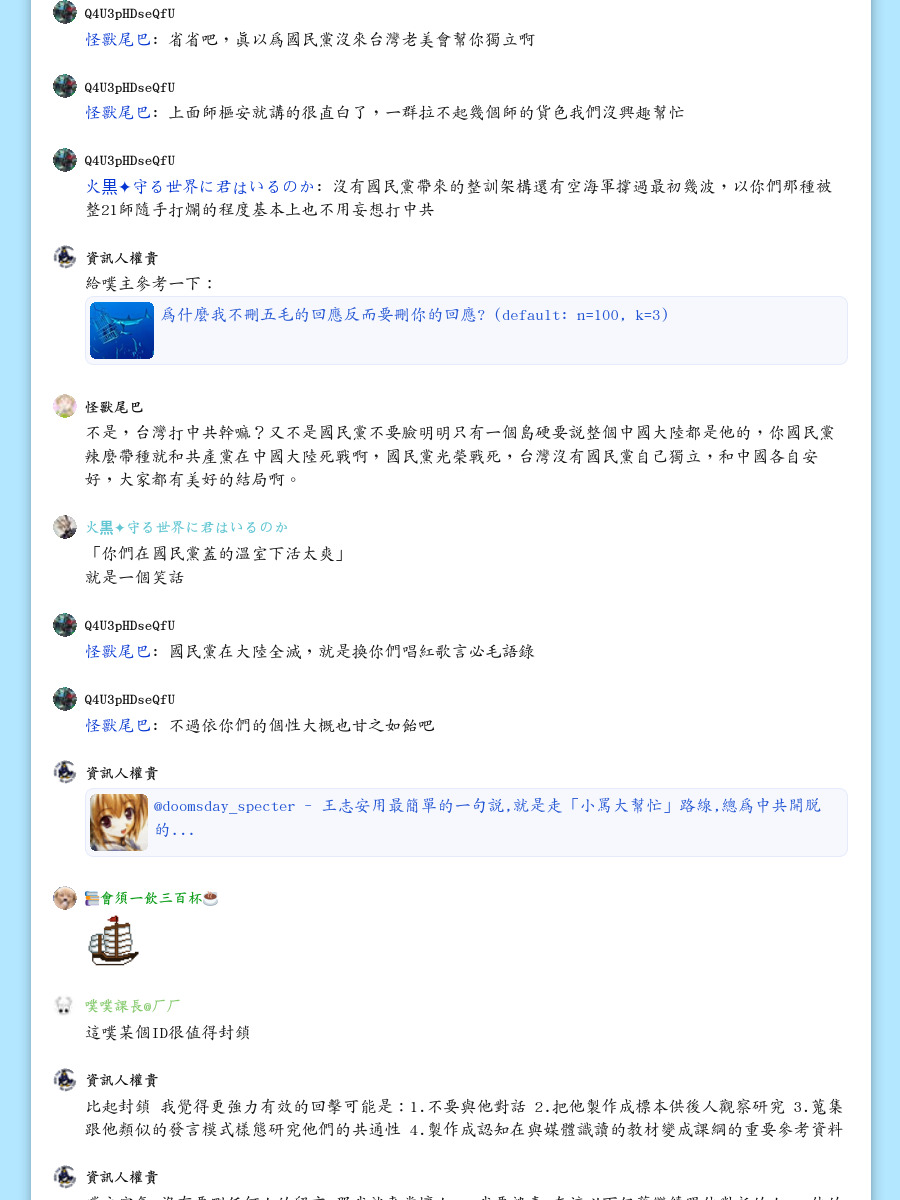 Q4U3pHDseQfU
怪獸尾巴: 省省吧，真以為國民黨沒來台灣老美會幫你獨立啊
Q4U3pHDseQfU
怪獸尾巴: 上面師樞安就講的很直白了，一群拉不起幾個師的貨色我們沒興趣幫忙
Q4U3pHDseQfU
火黒✦守る世界に君はいるのか: 沒有國民黨帶來的整訓架構還有空海軍撐過最初幾波，以你們那種被
整21師隨手打爛的程度基本上也不用妄想打中共
資訊人權貴
給噗主參考一下：
為什麼我不刪五毛的回應反而要刪你的回應? (default: n=100, k=3)
怪獸尾巴
不是，台灣打中共幹嘛？又不是國民黨不要臉明明只有一個島硬要說整個中國大陸都是他的，你國民黨
辣麼帶種就和共產黨在中國大陸死戰啊，國民黨光榮戰死，台灣沒有國民黨自己獨立，和中國各自安
好，大家都有美好的結局啊。
火黒✦守る世界に君はいるのか
「你們在國民黨蓋的溫室下活太爽」
就是一個笑話
Q4U3pHDseQfU
怪獸尾巴: 國民黨在大陸全滅，就是換你們唱紅歌言必毛語錄
Q4U3pHDseQfU
怪獸尾巴: 不過依你們的個性大概也甘之如飴吧
資訊人權貴
@doomsday_specter - 王志安用最簡單的一句説,就是走「小罵大幫忙」路線,總為中共開脱
的...
📚會須一飲三百杯☕
噗噗課長@厂厂
這噗某個ID很值得封鎖
資訊人權貴
比起封鎖 我覺得更強力有效的回擊可能是：1.不要與他對話 2.把他製作成標本供後人觀察研究 3.蒐集
跟他類似的發言模式樣態研究他們的共通性 4.製作成認知在與媒體識讀的教材變成課綱的重要參考資料
資訊人權貴